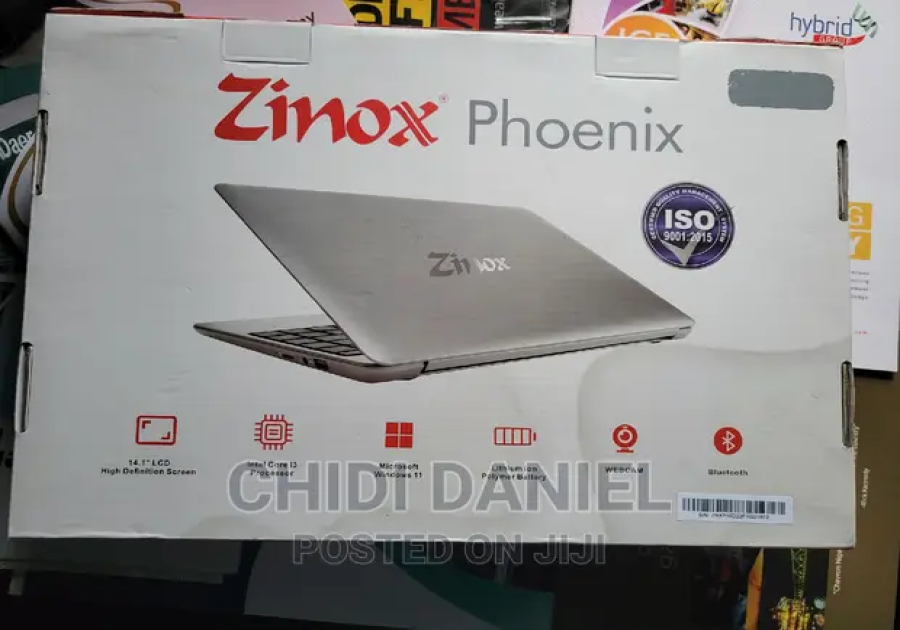 hybrid
GROUP
Zinox® Phoenix
ISO
9001:2015
Zinox
14.1" LCD
High Definition Screen
Intel Core i3
Processor
Microsoft
Windows 11
Lithium Ion
Polymer Battery
WEBCAM
Bluetooth
CHIDI DANIEL
POSTED ON JIJI